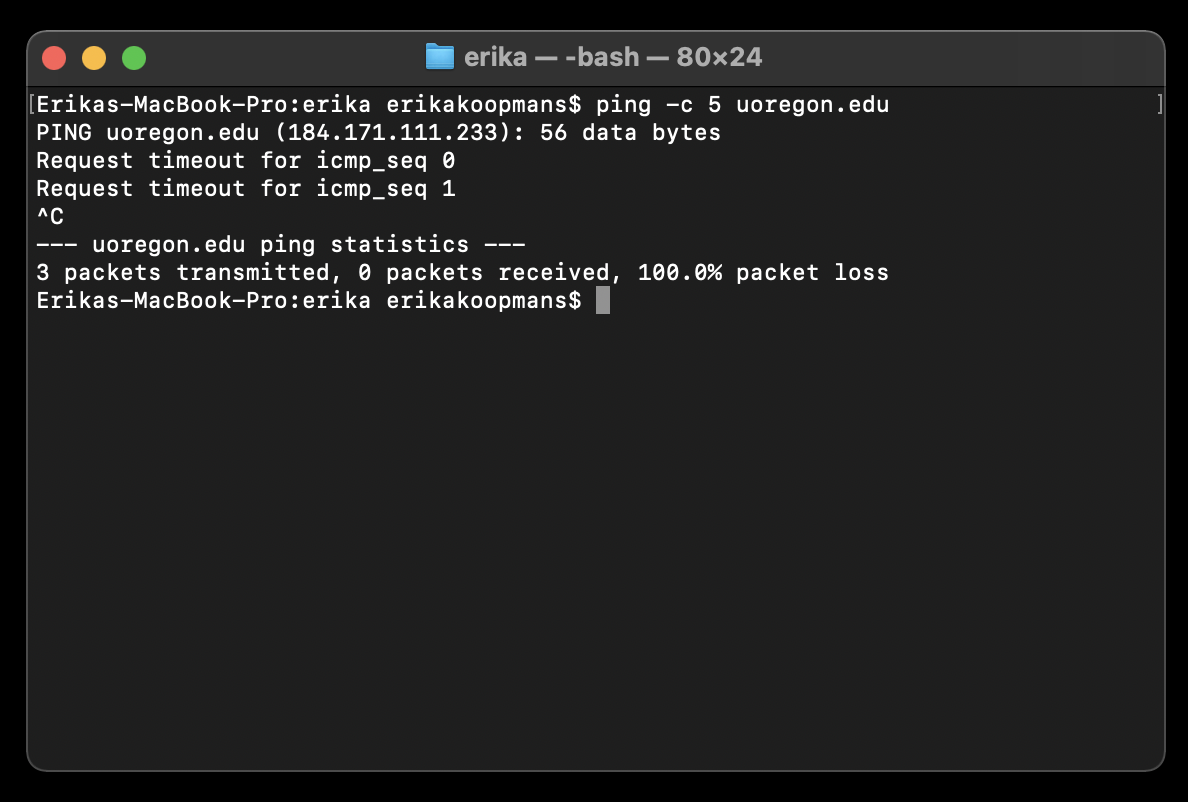 erika — -bash — 80×24
[Erikas-MacBook-Pro:erika erikakoopmans$ ping -c 5 uoregon.edu ]
PING uoregon.edu (184.171.111.233): 56 data bytes
Request timeout for icmp_seq 0
Request timeout for icmp_seq 1
^C
--- uoregon.edu ping statistics ---
3 packets transmitted, 0 packets received, 100.0% packet loss
Erikas-MacBook-Pro:erika erikakoopmans$